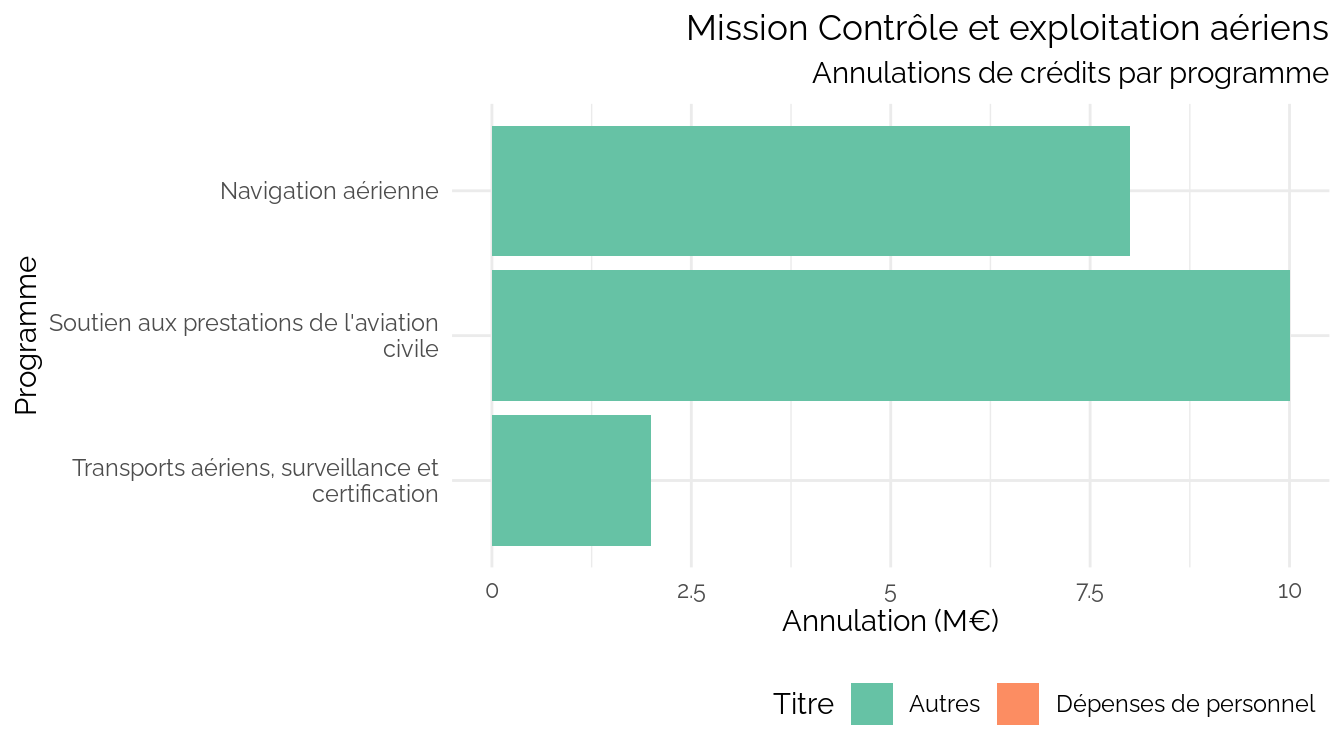 Mission Contrôle et exploitation aériens
Annulations de crédits par programme
Programme
Navigation aérienne
Soutien aux prestations de l'aviation
civile
Transports aériens, surveillance et
certification
0 2.5 5 7.5 10
Annulation (M€)
Titre Autres Dépenses de personnel